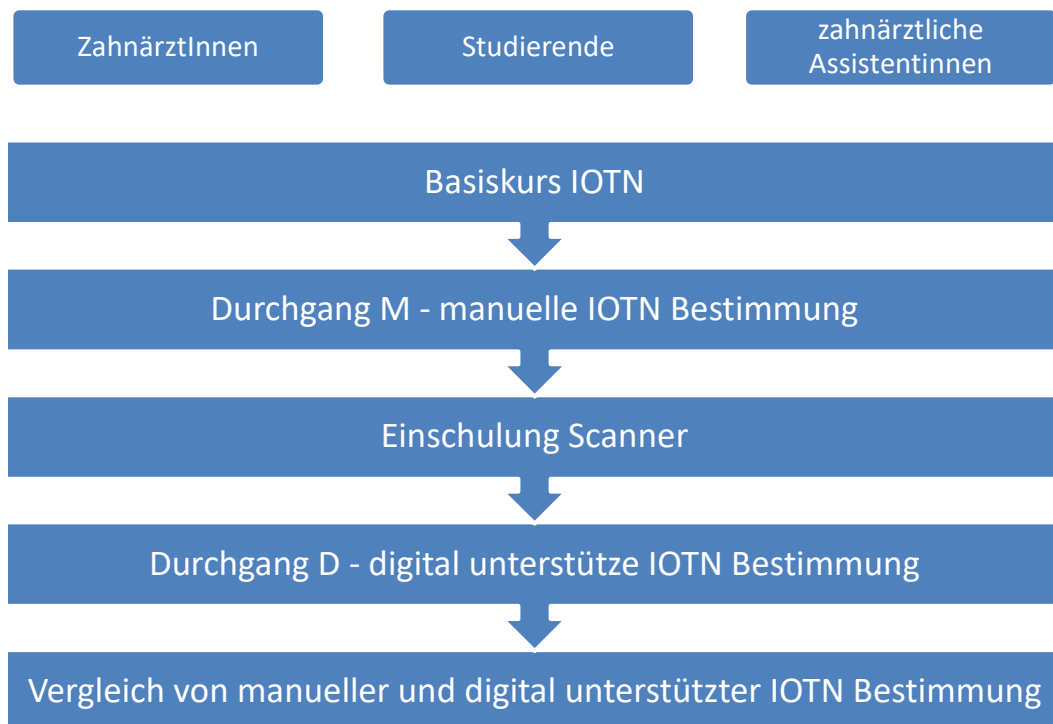 ZahnärztInnen
Studierende
zahnärztliche
Assistentinnen
Basiskurs IOTN
Durchgang M - manuelle IOTN Bestimmung
Einschulung Scanner
Durchgang D - digital unterstütze IOTN Bestimmung
Vergleich von manueller und digital unterstützter IOTN Bestimmung